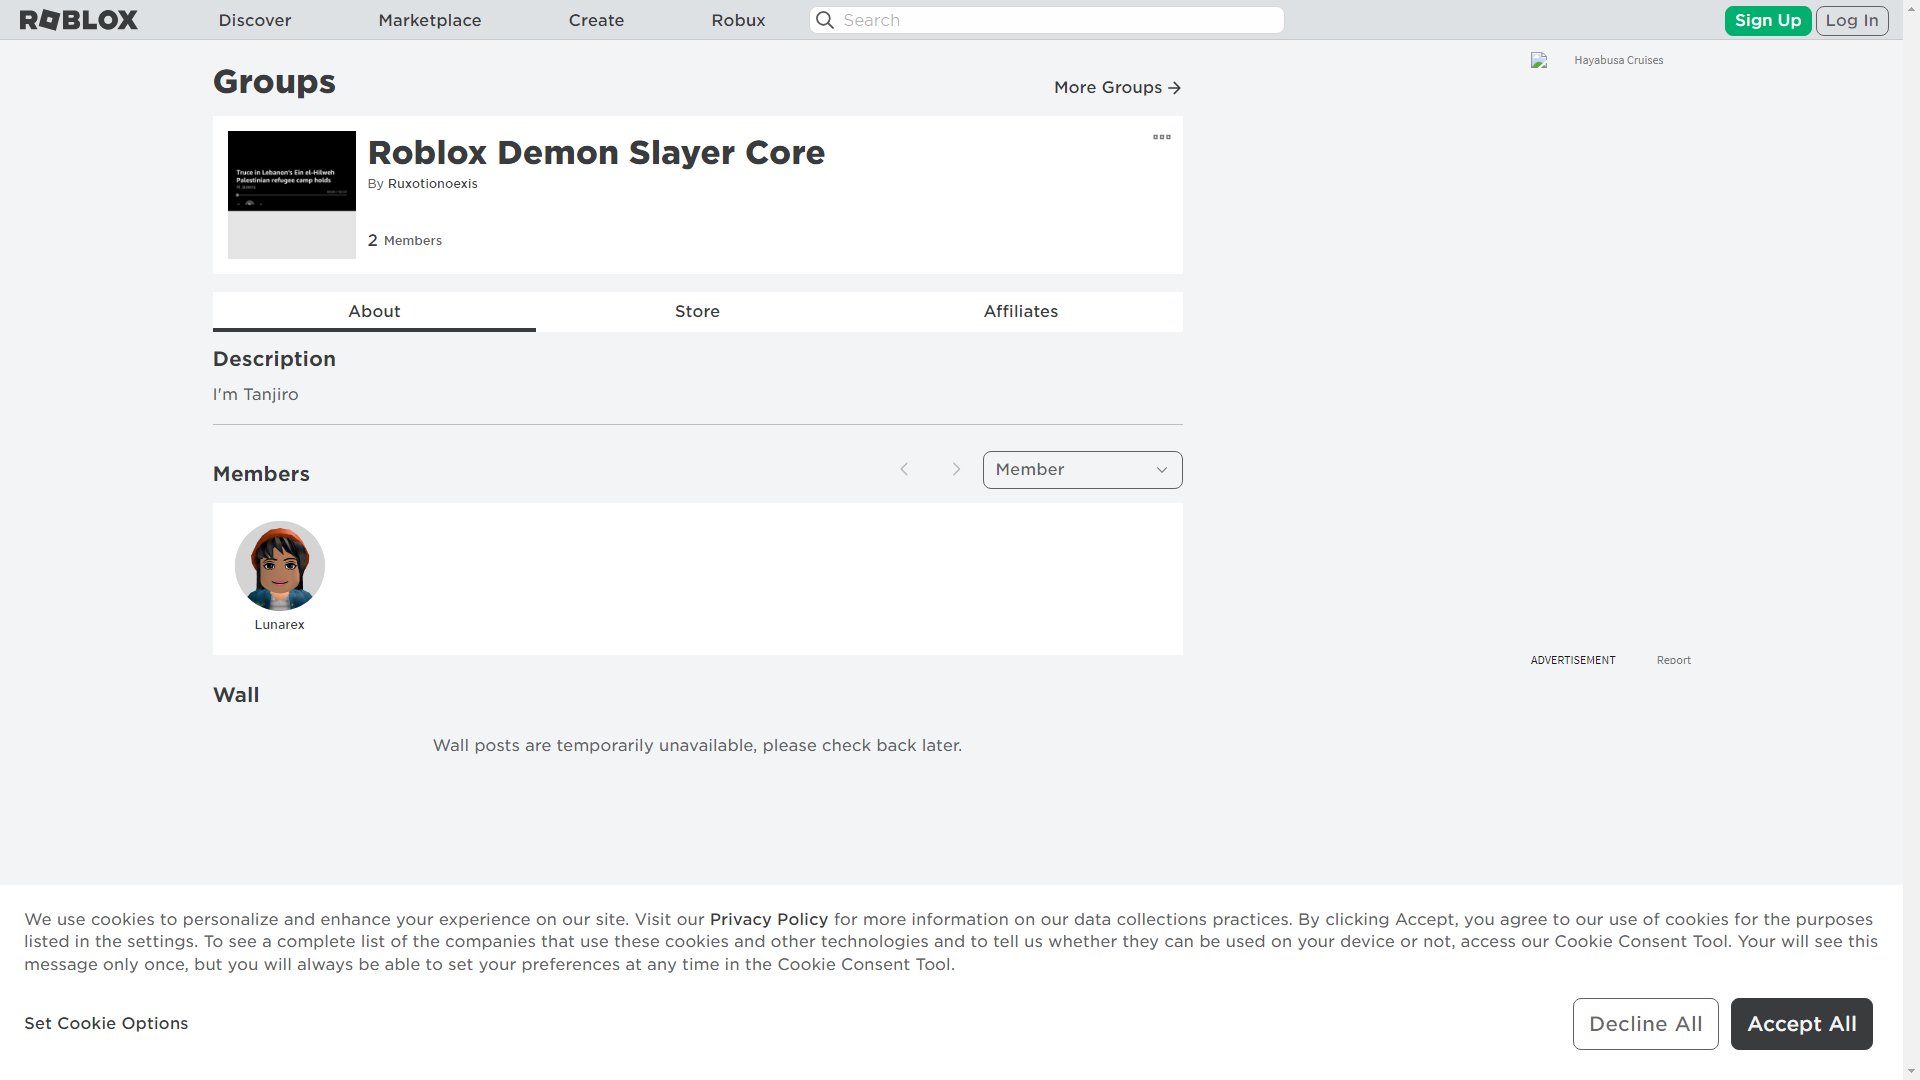 ROBLOX
Discover
Marketplace
Create
Robux
Search
Sign Up
Log In
Groups
More Groups
Hayabusa Cruises
Truce in Lebanon's Ein el-Hilweh
Palestinian refugee camp holds
Roblox Demon Slayer Core
By Ruxotionoexis
2 Members
About
Store
Affiliates
Description
I'm Tanjiro
Members
Member
Lunarex
ADVERTISEMENT
Report
Wall
Wall posts are temporarily unavailable, please check back later.
We use cookies to personalize and enhance your experience on our site. Visit our Privacy Policy for more information on our data collections practices. By clicking Accept, you agree to our use of cookies for the purposes
listed in the settings. To see a complete list of the companies that use these cookies and other technologies and to tell us whether they can be used on your device or not, access our Cookie Consent Tool. Your will see this
message only once, but you will always be able to set your preferences at any time in the Cookie Consent Tool.
Set Cookie Options
Decline All
Accept All